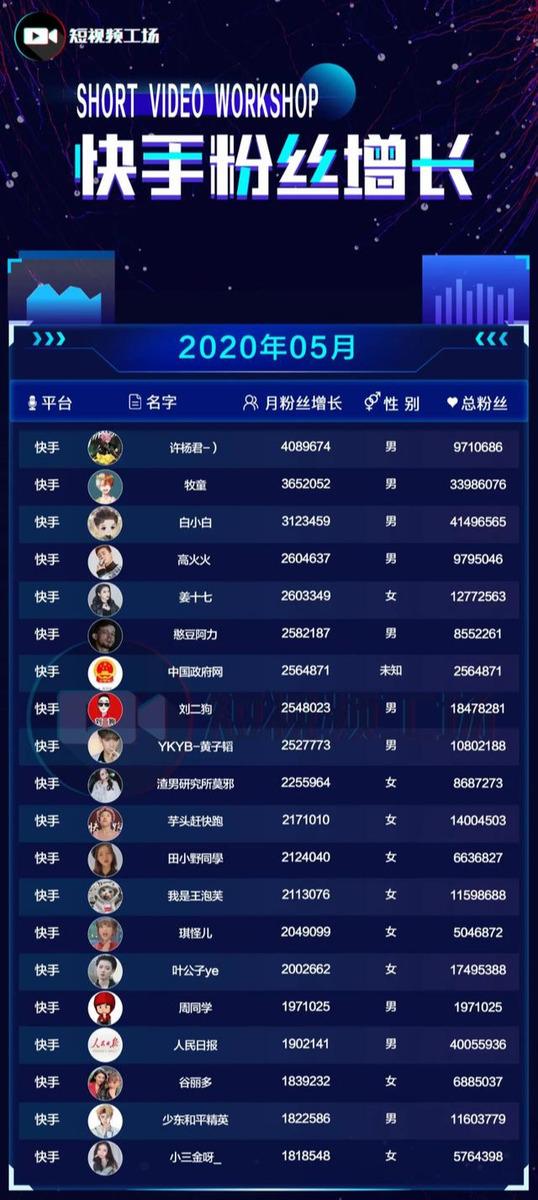 短视频工场
SHORT VIDEO WORKSHOP
快手粉丝增长
2020年05月
平台 名字 月粉丝增长 性别 总粉丝
快手 许杨君-) 4089674 男 9710686
快手 牧童 3652052 男 33986076
快手 白小白 3123459 男 41496565
快手 高火火 2604637 男 9795046
快手 姜十七 2603349 女 12772563
快手 憨豆阿力 2582187 男 8552261
快手 中国政府网 2564871 未知 2564871
快手 刘二狗 2548023 男 18478281
快手 YKYB-黄子韬 2527773 男 10802188
快手 渣男研究所莫邪 2255964 女 8687273
快手 芋头赶快跑 2171010 女 14004503
快手 田小野同學 2124040 女 6636827
快手 我是王泡芙 2113076 女 11598688
快手 琪怪儿 2049099 女 5046872
快手 叶公子ye 2002662 女 17495388
快手 周同学 1971025 男 1971025
快手 人民日报 1902141 男 40055936
快手 谷丽多 1839232 女 6885037
快手 少东和平精英 1822586 男 11603779
快手 小三金呀_ 1818548 女 5764398